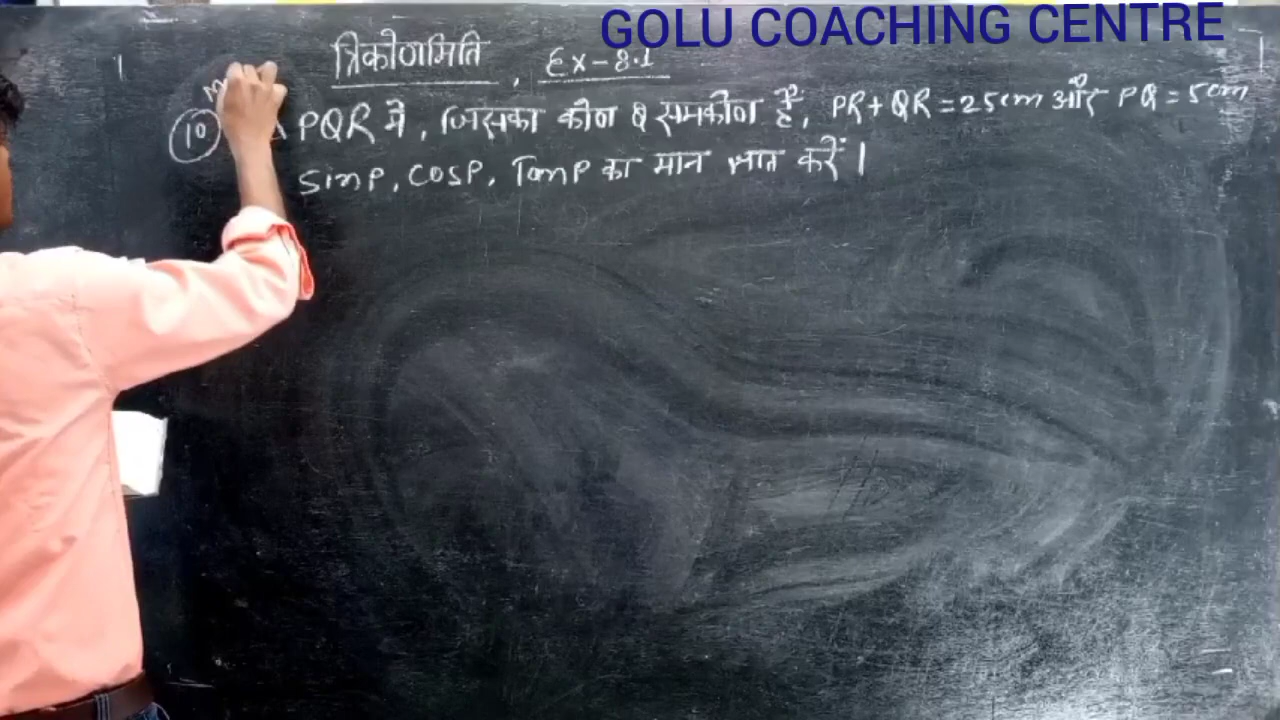 GOLU COACHING CENTRE
त्रिकोणमिति, Ex-8.1
10 Δ PQR में, जिसका कोण Q समकोण है, PR+QR=25cm और PQ=5cm
sinP, cosP, TanP का मान ज्ञात करें।